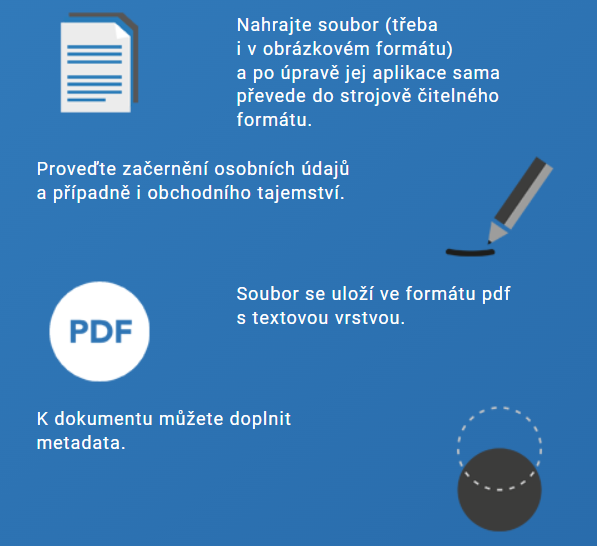 Nahrajte soubor (třeba
i v obrázkovém formátu)
a po úpravě jej aplikace sama
převede do strojově čitelného
formátu.
Proveďte začernění osobních údajů
a případně i obchodního tajemství.
PDF
Soubor se uloží ve formátu pdf
s textovou vrstvou.
K dokumentu můžete doplnit
metadata.